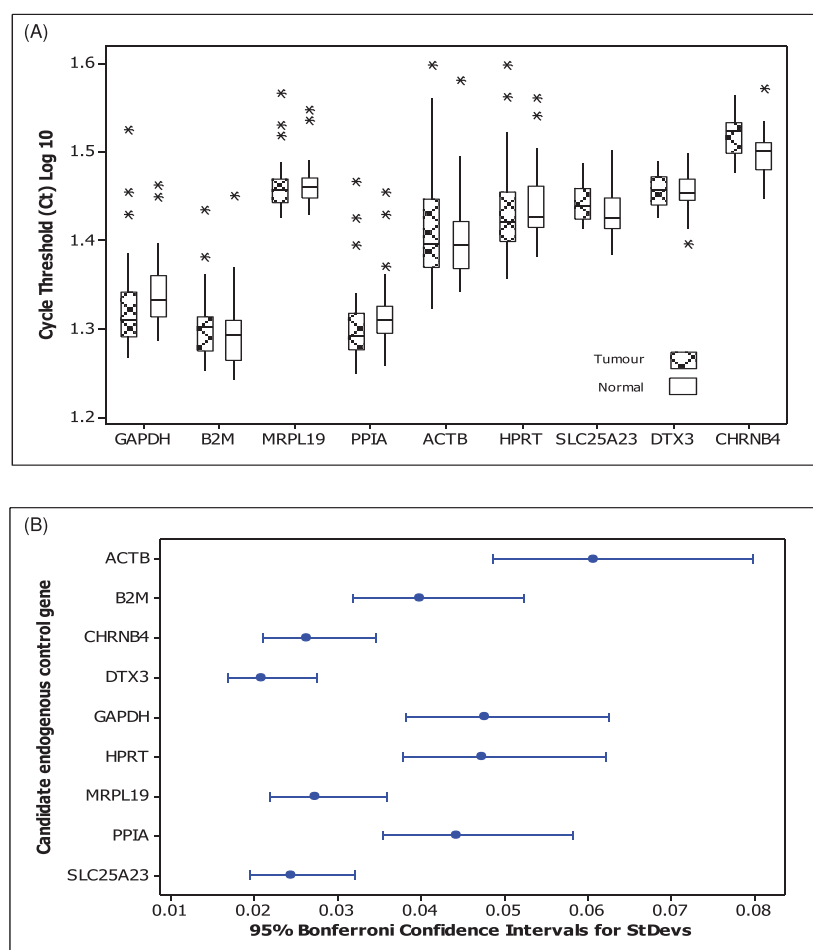 (A)
Cycle Threshold (Ct) Log 10
1.6
1.5
1.4
1.3
1.2
Tumour
Normal
GAPDH B2M MRPL19 PPIA ACTB HPRT SLC25A23 DTX3 CHRNB4
(B)
Candidate endogenous control gene
ACTB
B2M
CHRNB4
DTX3
GAPDH
HPRT
MRPL19
PPIA
SLC25A23
0.01 0.02 0.03 0.04 0.05 0.06 0.07 0.08
95% Bonferroni Confidence Intervals for StDevs